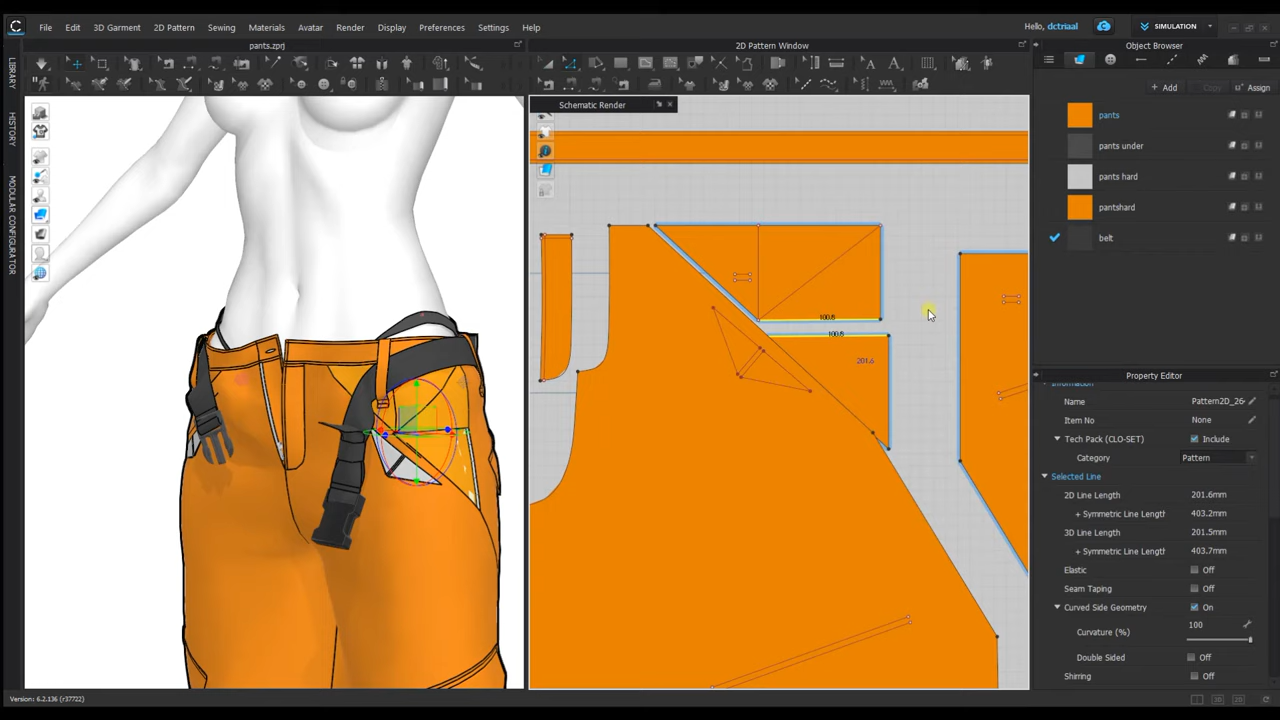 C File Edit 3D Garment 2D Pattern Sewing Materials Avatar Render Display Preferences Settings Help Hello, dctriaal SIMULATION
pants.zprj
2D Pattern Window
Object Browser
LIBRARY
HISTORY
MODULAR CONFIGURATOR
Schematic Render
+ Add Copy Assign
pants
pants under
pants hard
pantshard
belt
100.8
100.8
201.6
Property Editor
Information
Name Pattern2D_26
Item No None
Tech Pack (CLO-SET) Include
Category Pattern
Selected Line
2D Line Length 201.6mm
+ Symmetric Line Length 403.2mm
3D Line Length 201.5mm
+ Symmetric Line Length 403.7mm
Elastic Off
Seam Taping Off
Curved Side Geometry On
Curvature (%) 100
Double Sided Off
Shirring Off
Version: 6.2.136 (r37722)
3D 2D